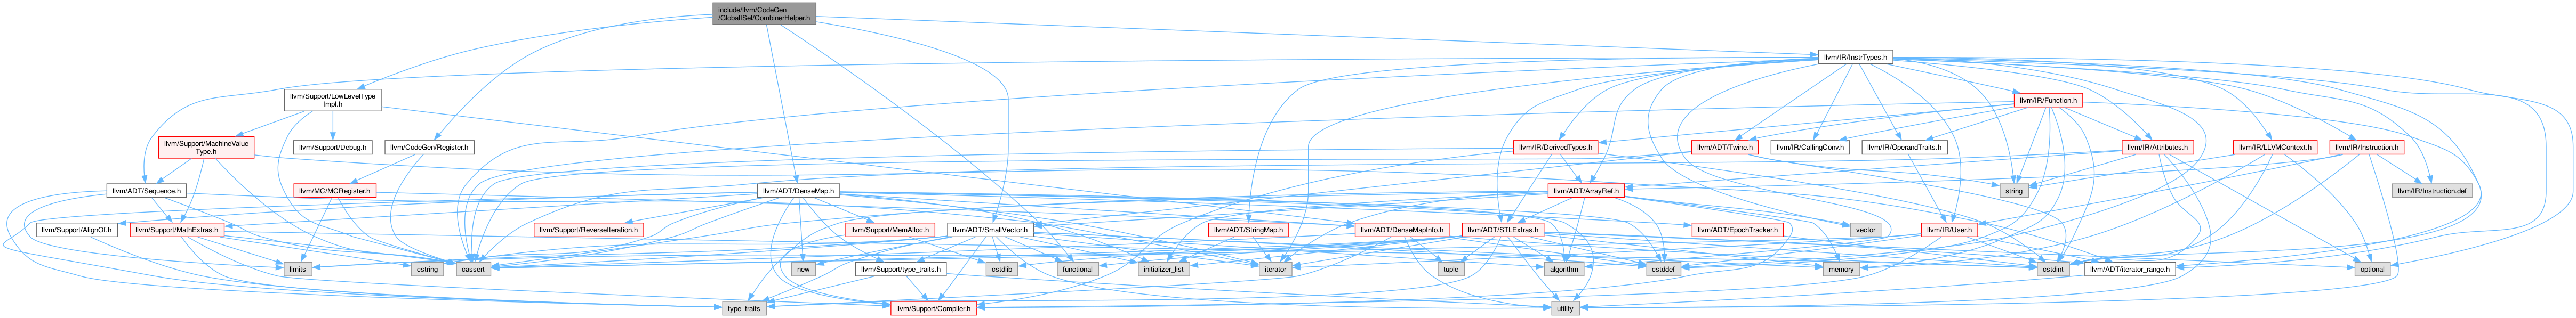 include/llvm/CodeGen
/GlobalISel/CombinerHelper.h
llvm/IR/InstrTypes.h
llvm/Support/LowLevelType
Impl.h
llvm/IR/Function.h
llvm/Support/MachineValue
Type.h
llvm/Support/Debug.h
llvm/CodeGen/Register.h
llvm/IR/DerivedTypes.h
llvm/ADT/Twine.h
llvm/IR/CallingConv.h
llvm/IR/OperandTraits.h
llvm/IR/Attributes.h
llvm/IR/LLVMContext.h
llvm/IR/Instruction.h
llvm/ADT/Sequence.h
llvm/MC/MCRegister.h
llvm/ADT/DenseMap.h
llvm/ADT/ArrayRef.h
string
llvm/IR/Instruction.def
llvm/Support/AlignOf.h
llvm/Support/MathExtras.h
llvm/Support/ReverseIteration.h
llvm/Support/MemAlloc.h
llvm/ADT/SmallVector.h
llvm/ADT/StringMap.h
llvm/ADT/DenseMapInfo.h
llvm/ADT/STLExtras.h
llvm/ADT/EpochTracker.h
vector
llvm/IR/User.h
limits
cstring
cassert
new
llvm/Support/type_traits.h
cstdlib
functional
initializer_list
iterator
tuple
algorithm
cstddef
memory
cstdint
llvm/ADT/iterator_range.h
optional
type_traits
llvm/Support/Compiler.h
utility